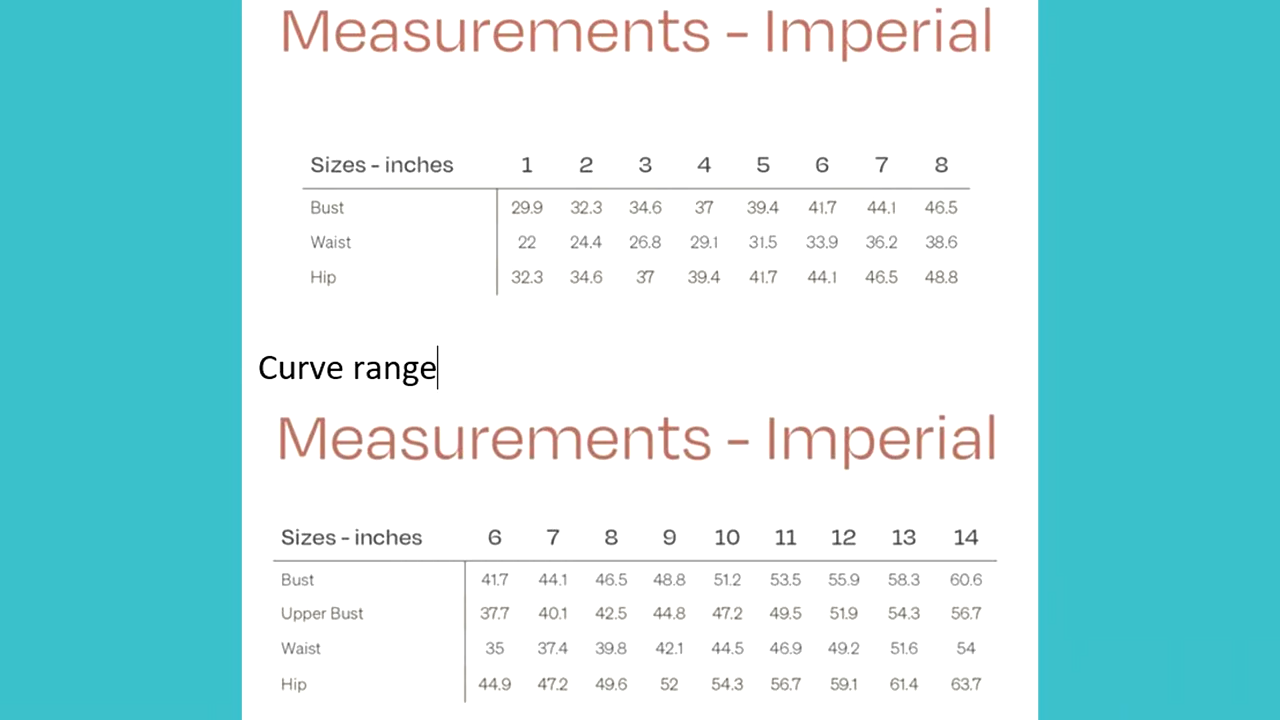 Measurements - Imperial
Sizes - inches 1 2 3 4 5 6 7 8
Bust 29.9 32.3 34.6 37 39.4 41.7 44.1 46.5
Waist 22 24.4 26.8 29.1 31.5 33.9 36.2 38.6
Hip 32.3 34.6 37 39.4 41.7 44.1 46.5 48.8
Curve range
Measurements - Imperial
Sizes - inches 6 7 8 9 10 11 12 13 14
Bust 41.7 44.1 46.5 48.8 51.2 53.5 55.9 58.3 60.6
Upper Bust 37.7 40.1 42.5 44.8 47.2 49.5 51.9 54.3 56.7
Waist 35 37.4 39.8 42.1 44.5 46.9 49.2 51.6 54
Hip 44.9 47.2 49.6 52 54.3 56.7 59.1 61.4 63.7